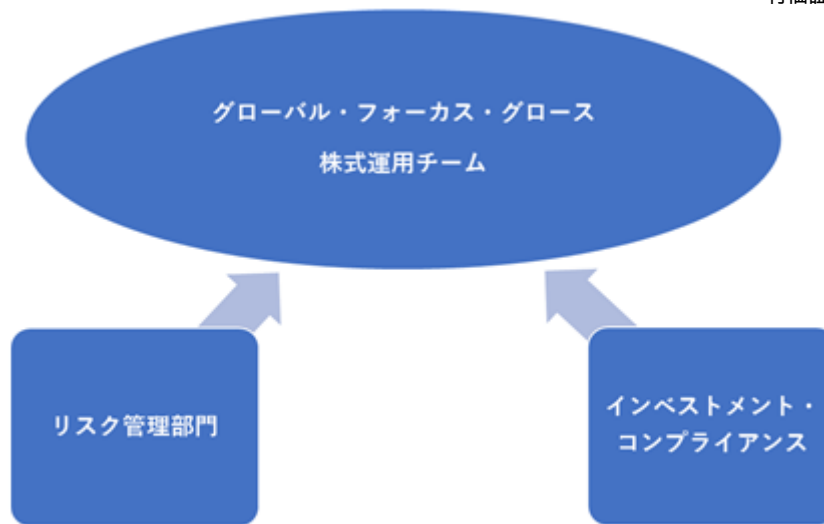 グローバル・フォーカス・グロース
株式運用チーム
リスク管理部門
インベストメント・
コンプライアンス